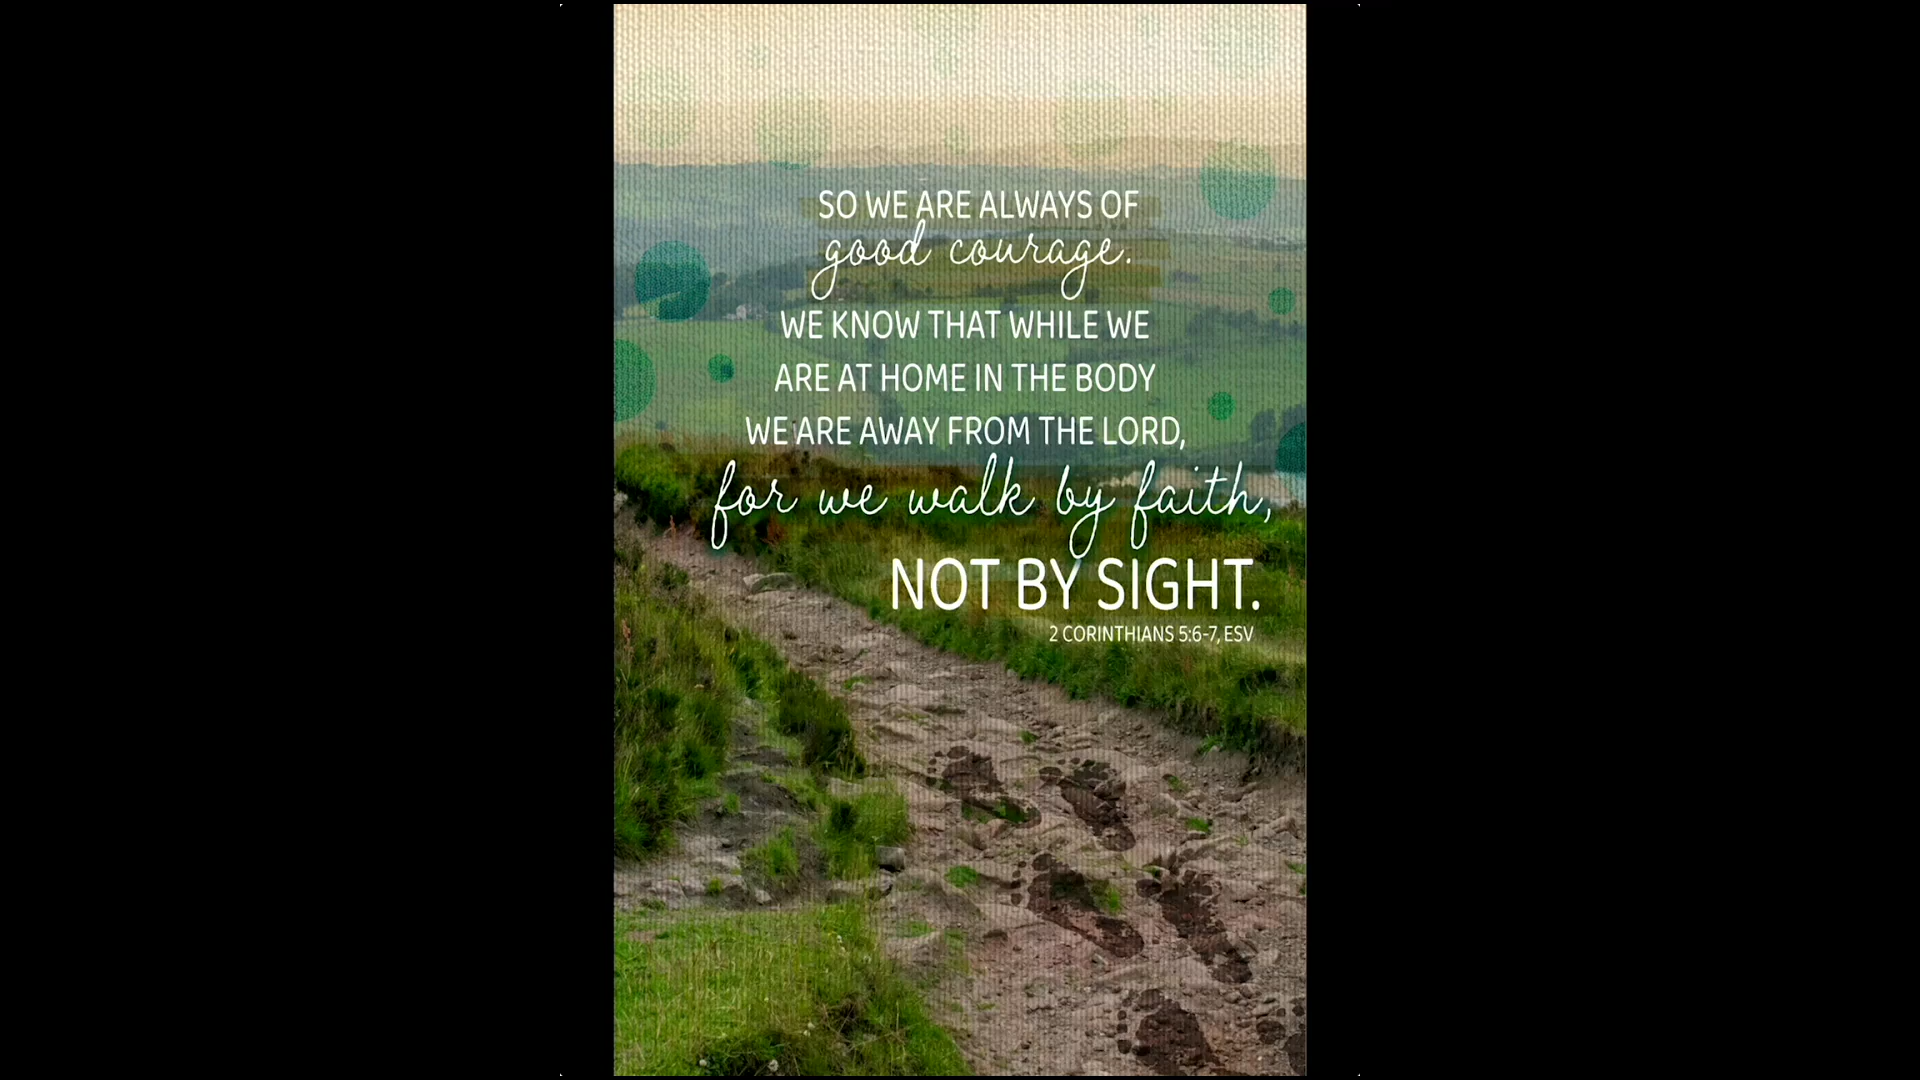 SO WE ARE ALWAYS OF
good courage.
WE KNOW THAT WHILE WE
ARE AT HOME IN THE BODY
WE ARE AWAY FROM THE LORD,
for we walk by faith,
NOT BY SIGHT.
2 CORINTHIANS 5:6-7, ESV